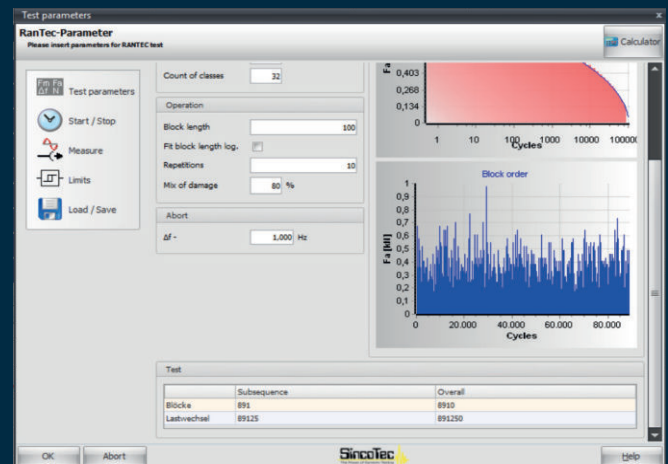 Test parameters x
RanTec-Parameter
Please insert parameters for RANTEC test
Calculator
Fm Fa
Δf N
Test parameters
Start / Stop
Measure
Limits
Load / Save
Count of classes 32
Operation
Block length 100
Fit block length log.
Repetitions 10
Mix of damage 80 %
Abort
Δf - 1,000 Hz
Fa
0,403
0,268
0,134
0
1 10 100 1000 10000 100000
Cycles
Block order
Fa [kN]
1
0,9
0,8
0,7
0,6
0,5
0,4
0,3
0,2
0,1
0
0 20.000 40.000 60.000 80.000
Cycles
Test
Subsequence Overall
Blöcke 891 8910
Lastwechsel 89125 891250
OK Abort
SincoTec
Help